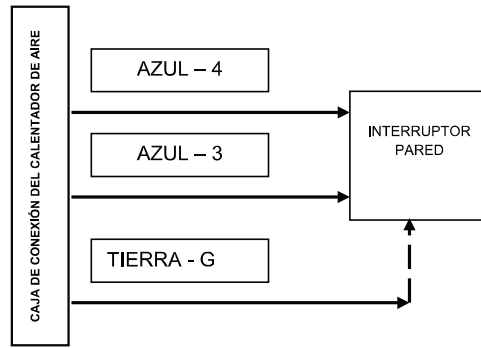 CAJA DE CONEXIÓN DEL CALENTADOR DE AIRE
AZUL – 4
AZUL – 3
TIERRA - G
INTERRUPTOR
PARED